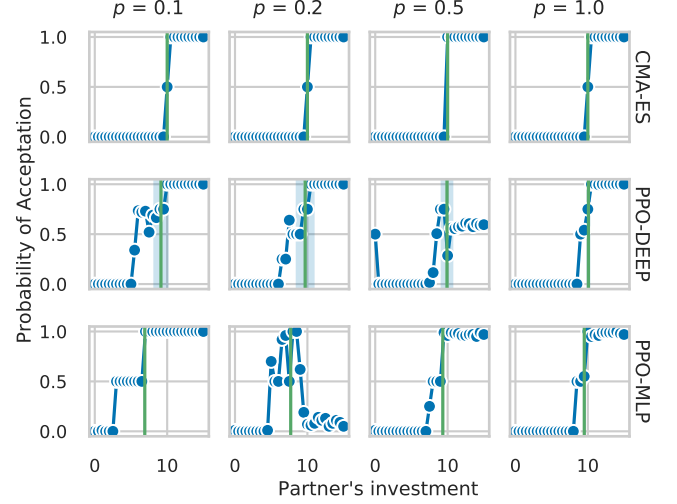 p = 0.1 p = 0.2 p = 0.5 p = 1.0
1.0
0.5
0.0
CMA-ES
Probability of Acceptation
1.0
0.5
0.0
PPO-DEEP
1.0
0.5
0.0
PPO-MLP
0 10 0 10 0 10 0 10
Partner's investment